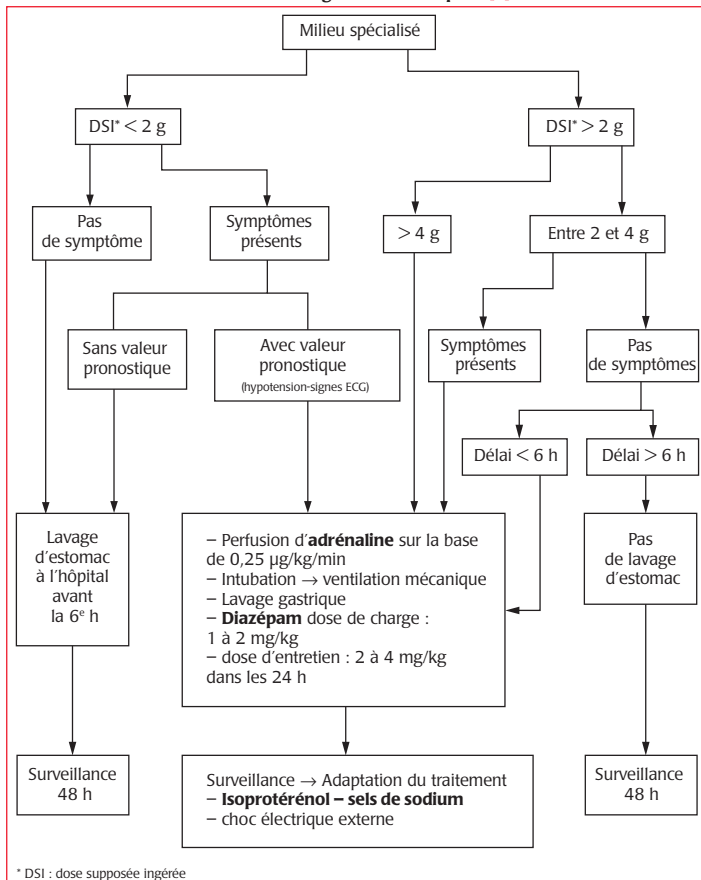 Milieu spécialisé
DSI* < 2 g
DSI* > 2 g
Pas
de symptôme
Symptômes
présents
> 4 g
Entre 2 et 4 g
Sans valeur
pronostique
Avec valeur
pronostique
(hypotension-signes ECG)
Symptômes
présents
Pas
de symptômes
Délai < 6 h
Délai > 6 h
Lavage
d'estomac
à l'hôpital
avant
la 6e h
– Perfusion d'adrénaline sur la base
de 0,25 µg/kg/min
– Intubation → ventilation mécanique
– Lavage gastrique
– Diazépam dose de charge :
1 à 2 mg/kg
– dose d'entretien : 2 à 4 mg/kg
dans les 24 h
Pas
de lavage
d'estomac
Surveillance
48 h
Surveillance → Adaptation du traitement
– Isoprotérénol – sels de sodium
– choc électrique externe
Surveillance
48 h
* DSI : dose supposée ingérée